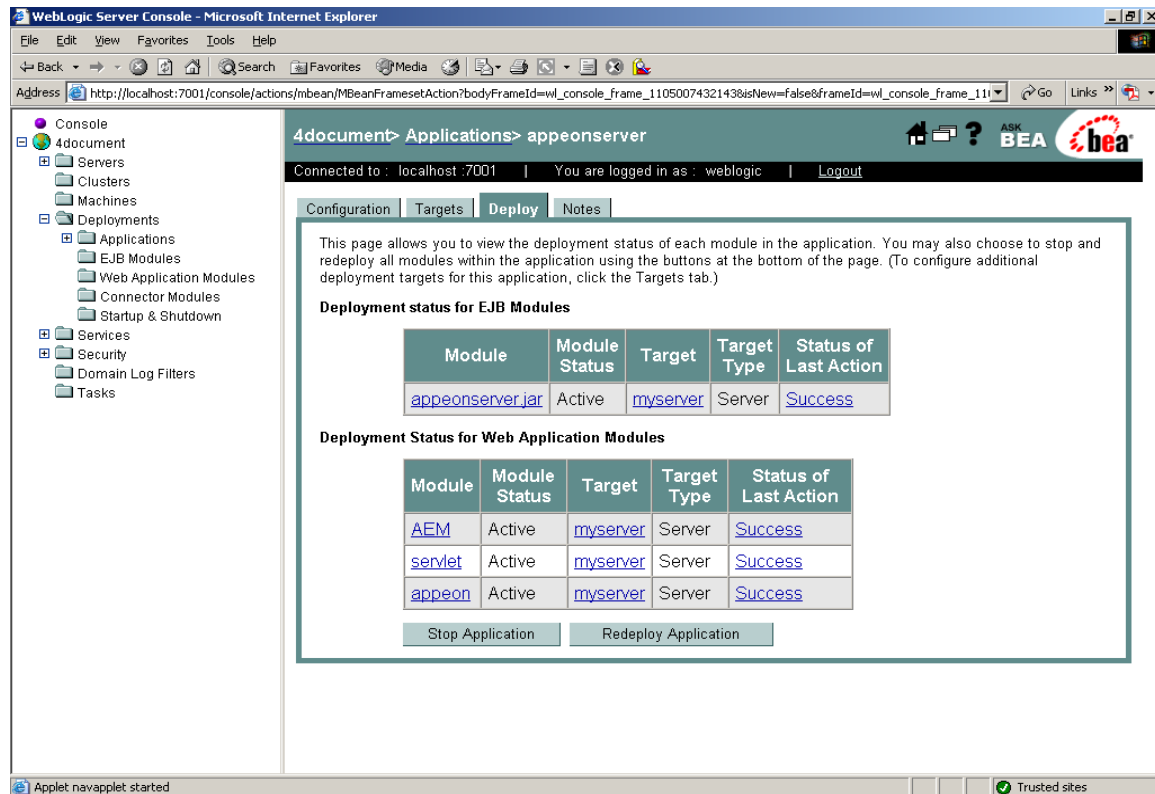 WebLogic Server Console - Microsoft Internet Explorer
File Edit View Favorites Tools Help
Back Search Favorites Media
Address http://localhost:7001/console/actions/mbean/MBeanFramesetAction?bodyFrameId=wl_console_frame_1105007432143&isNew=false&frameId=wl_console_frame_110 Go Links »
Console
4document
Servers
Clusters
Machines
Deployments
Applications
EJB Modules
Web Application Modules
Connector Modules
Startup & Shutdown
Services
Security
Domain Log Filters
Tasks
4document> Applications> appeonserver
? ASK BEA bea
Connected to : localhost :7001 | You are logged in as : weblogic | Logout
Configuration Targets Deploy Notes
This page allows you to view the deployment status of each module in the application. You may also choose to stop and
redeploy all modules within the application using the buttons at the bottom of the page. (To configure additional
deployment targets for this application, click the Targets tab.)
Deployment status for EJB Modules
Module Module Status Target Target Type Status of Last Action
appeonserver.jar Active myserver Server Success
Deployment Status for Web Application Modules
Module Module Status Target Target Type Status of Last Action
AEM Active myserver Server Success
servlet Active myserver Server Success
appeon Active myserver Server Success
Stop Application Redeploy Application
Applet navapplet started Trusted sites